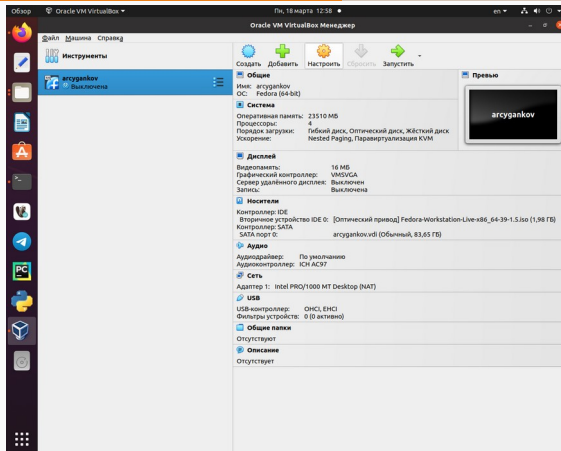 Обзор
Oracle VM VirtualBox
Пн, 18 марта 12:58
en
Oracle VM VirtualBox Менеджер
Файл Машина Справка
Инструменты
Создать Добавить Настроить Сбросить Запустить
arcygankov
Выключена
Общие
Имя: arcygankov
ОС: Fedora (64-bit)
Превью
arcygankov
Система
Оперативная память: 23510 МБ
Процессоры: 4
Порядок загрузки: Гибкий диск, Оптический диск, Жёсткий диск
Ускорение: Nested Paging, Паравиртуализация KVM
Дисплей
Видеопамять: 16 МБ
Графический контроллер: VMSVGA
Сервер удалённого дисплея: Выключен
Запись: Выключена
Носители
Контроллер: IDE
Вторичное устройство IDE 0: [Оптический привод] Fedora-Workstation-Live-x86_64-39-1.5.iso (1,98 ГБ)
Контроллер: SATA
SATA порт 0: arcygankov.vdi (Обычный, 83,65 ГБ)
Аудио
Аудиодрайвер: По умолчанию
Аудиоконтроллер: ICH AC97
Сеть
Адаптер 1: Intel PRO/1000 MT Desktop (NAT)
USB
USB-контроллер: OHCI, EHCI
Фильтры устройств: 0 (0 активно)
Общие папки
Отсутствуют
Описание
Отсутствует